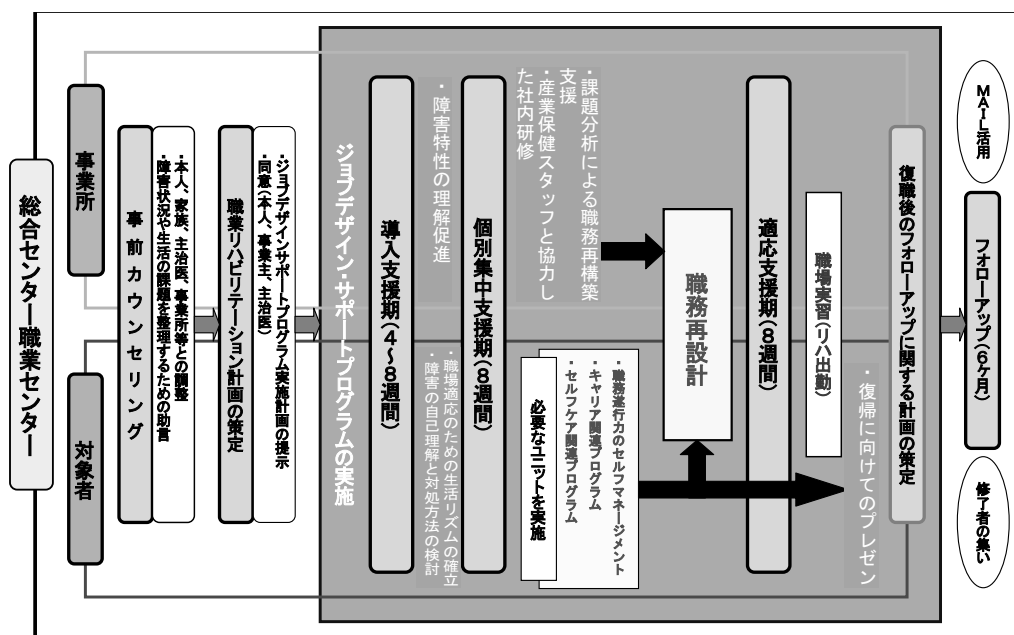 総合センター職業センター
事業所
対象者
事前カウンセリング
・本人、家族、主治医、事業所等との調整
・障害状況や生活の課題を整理するための助言
職業リハビリテーション計画の策定
・ジョブデザインサポートプログラム実施計画の提示
同意(本人、事業主、主治医)
ジョブデザイン・サポートプログラムの実施
導入支援期(4～8週間)
・障害特性の理解促進
・職場適応のための生活リズムの確立
・障害の自己理解と対処方法の検討
個別集中支援期(8週間)
・課題分析による職務再構築
支援
・産業保健スタッフと協力し
た社内研修
必要なユニットを実施
・職務遂行力のセルフマネージメント
・キャリア関連プログラム
・セルフケア関連プログラム
職務再設計
適応支援期(8週間)
職場実習(リハ出勤)
・復帰に向けてのプレゼン
復職後のフォローアップに関する計画の策定
MAIL活用
フォローアップ(6ヶ月)
修了者の集い